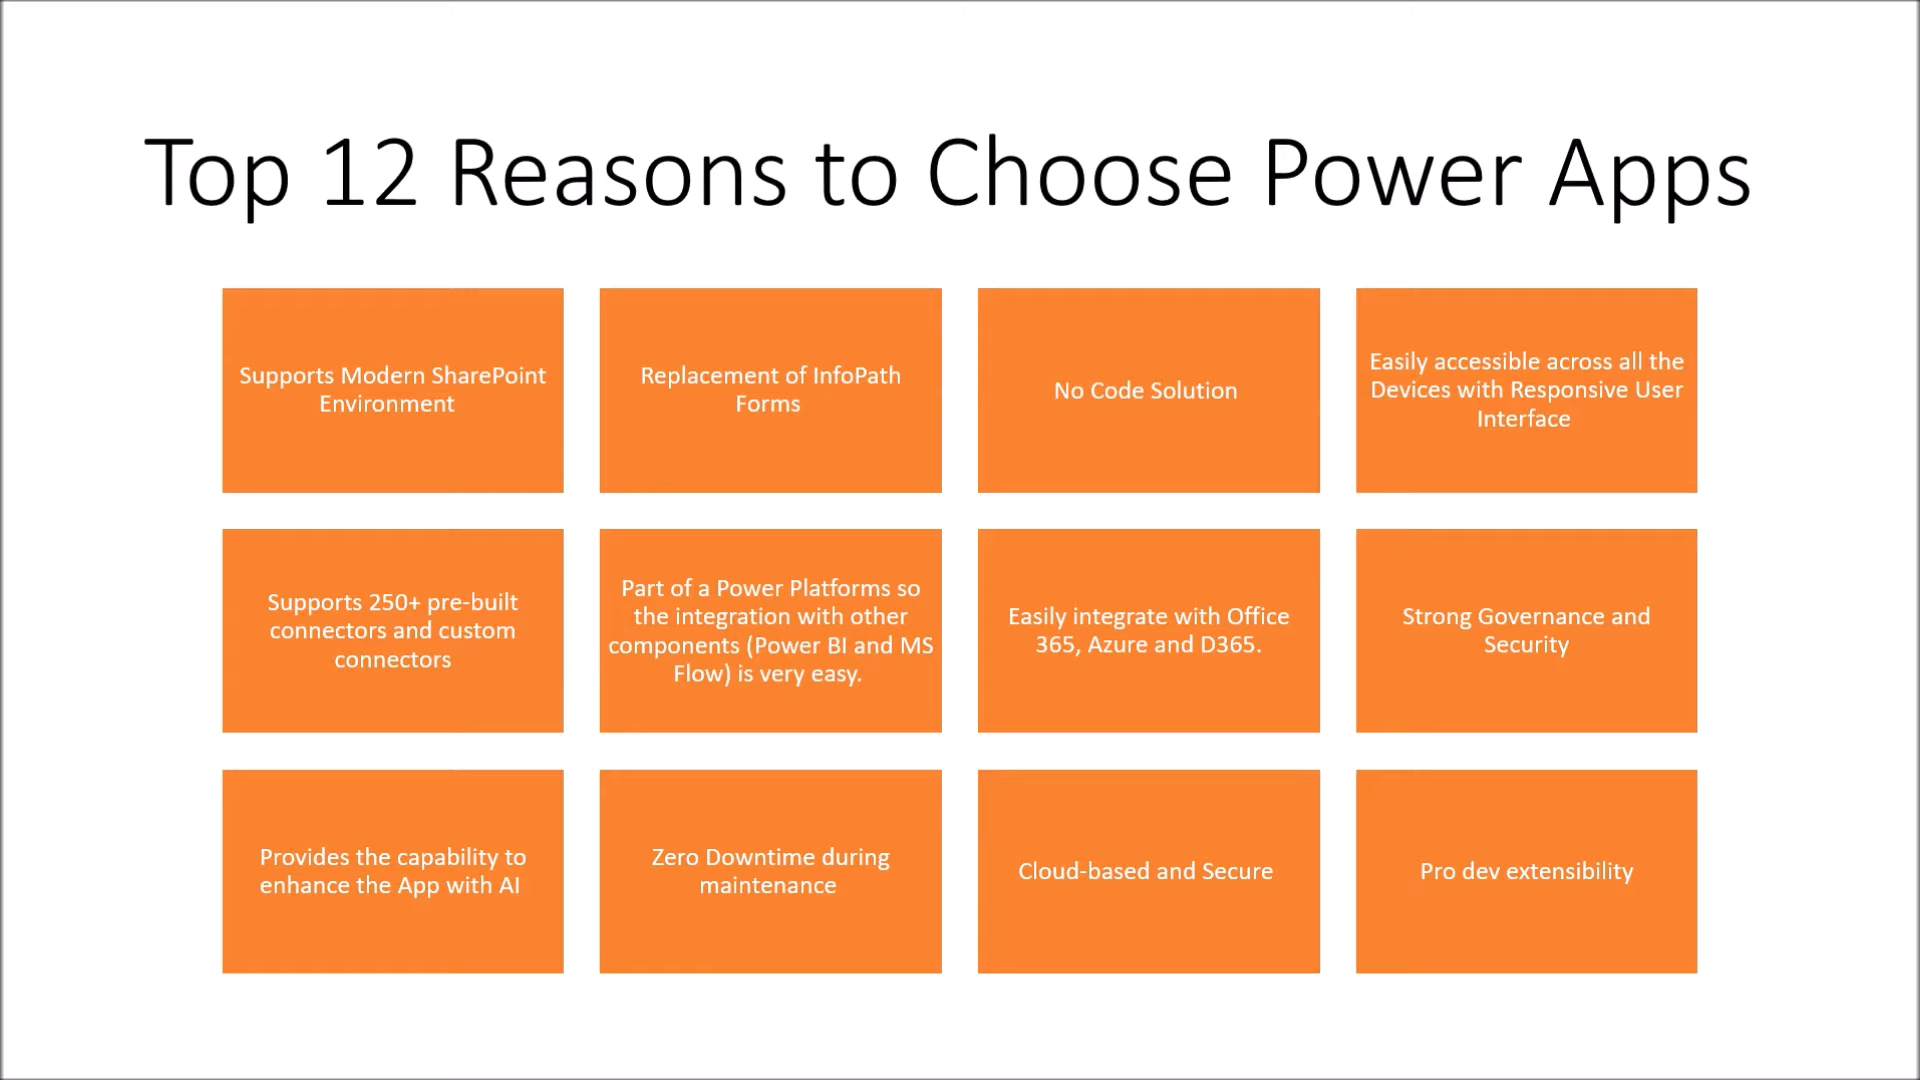 Top 12 Reasons to Choose Power Apps
Supports Modern SharePoint
Environment
Replacement of InfoPath
Forms
No Code Solution
Easily accessible across all the
Devices with Responsive User
Interface
Supports 250+ pre-built
connectors and custom
connectors
Part of a Power Platforms so
the integration with other
components (Power BI and MS
Flow) is very easy.
Easily integrate with Office
365, Azure and D365.
Strong Governance and
Security
Provides the capability to
enhance the App with AI
Zero Downtime during
maintenance
Cloud-based and Secure
Pro dev extensibility